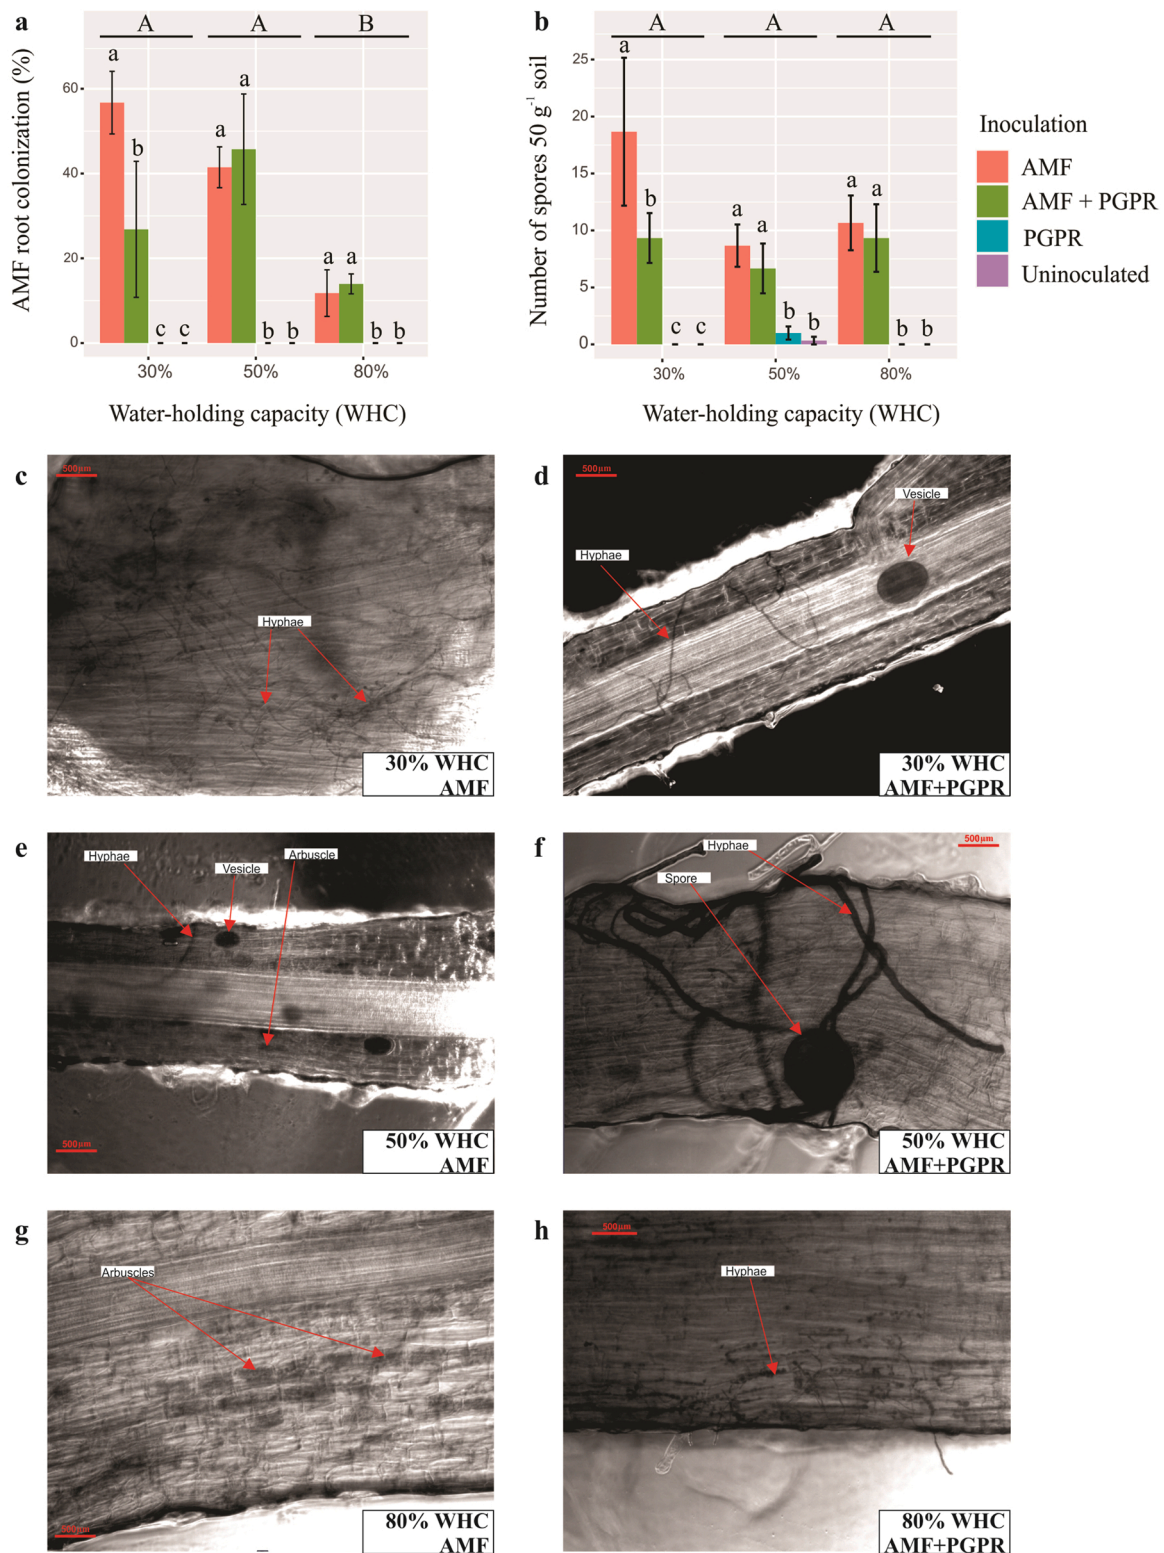 a
A A B
AMF root colonization (%)
60
40
20
0
a
b
c c
a a
b b
a a
b b
30% 50% 80%
Water-holding capacity (WHC)
b
A A A
Number of spores 50 g⁻¹ soil
25
20
15
10
5
0
a
b
c c
a
a
b
b
a a
b b
30% 50% 80%
Water-holding capacity (WHC)
Inoculation
AMF
AMF + PGPR
PGPR
Uninoculated
c
500µm
Hyphae
30% WHC
AMF
d
500µm
Vesicle
Hyphae
30% WHC
AMF+PGPR
e
Hyphae
Vesicle
Arbuscle
500µm
50% WHC
AMF
f
Hyphae
500µm
Spore
50% WHC
AMF+PGPR
g
Arbuscles
500µm
80% WHC
AMF
h
500µm
Hyphae
80% WHC
AMF+PGPR